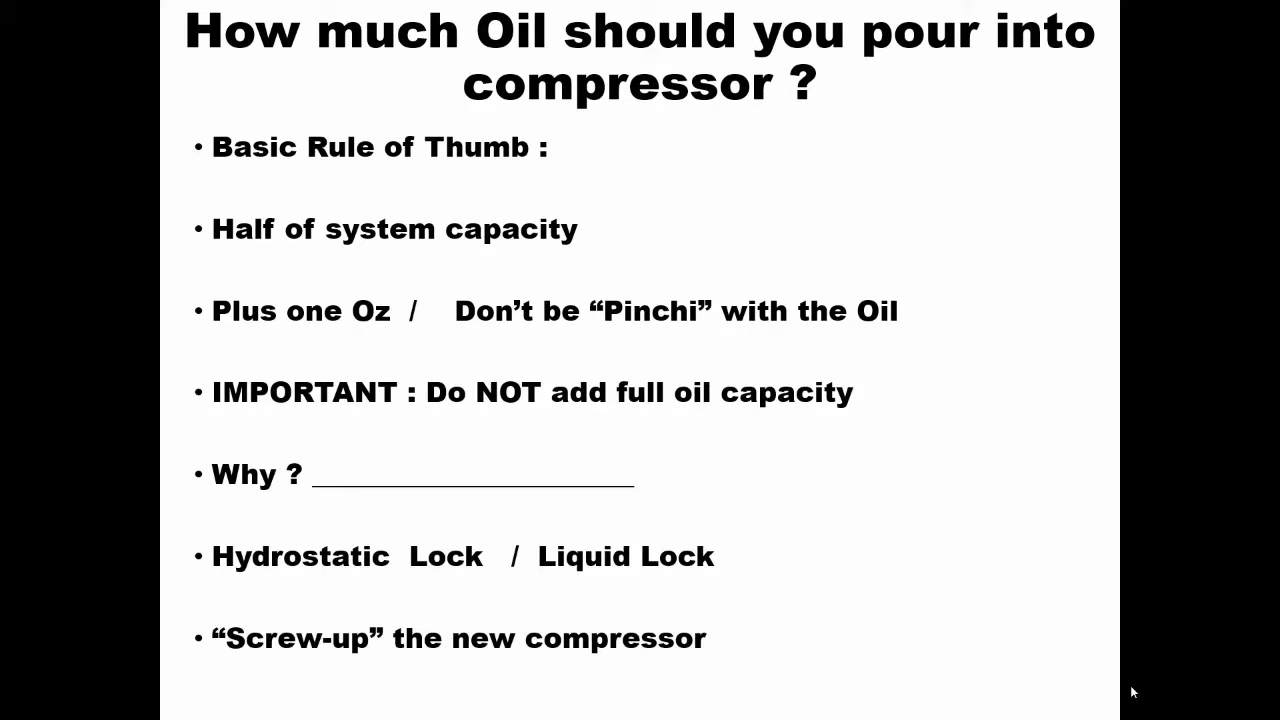 How much Oil should you pour into
compressor ?
• Basic Rule of Thumb :
• Half of system capacity
• Plus one Oz / Don’t be “Pinchi” with the Oil
• IMPORTANT : Do NOT add full oil capacity
• Why ? _______________________
• Hydrostatic Lock / Liquid Lock
• “Screw-up” the new compressor